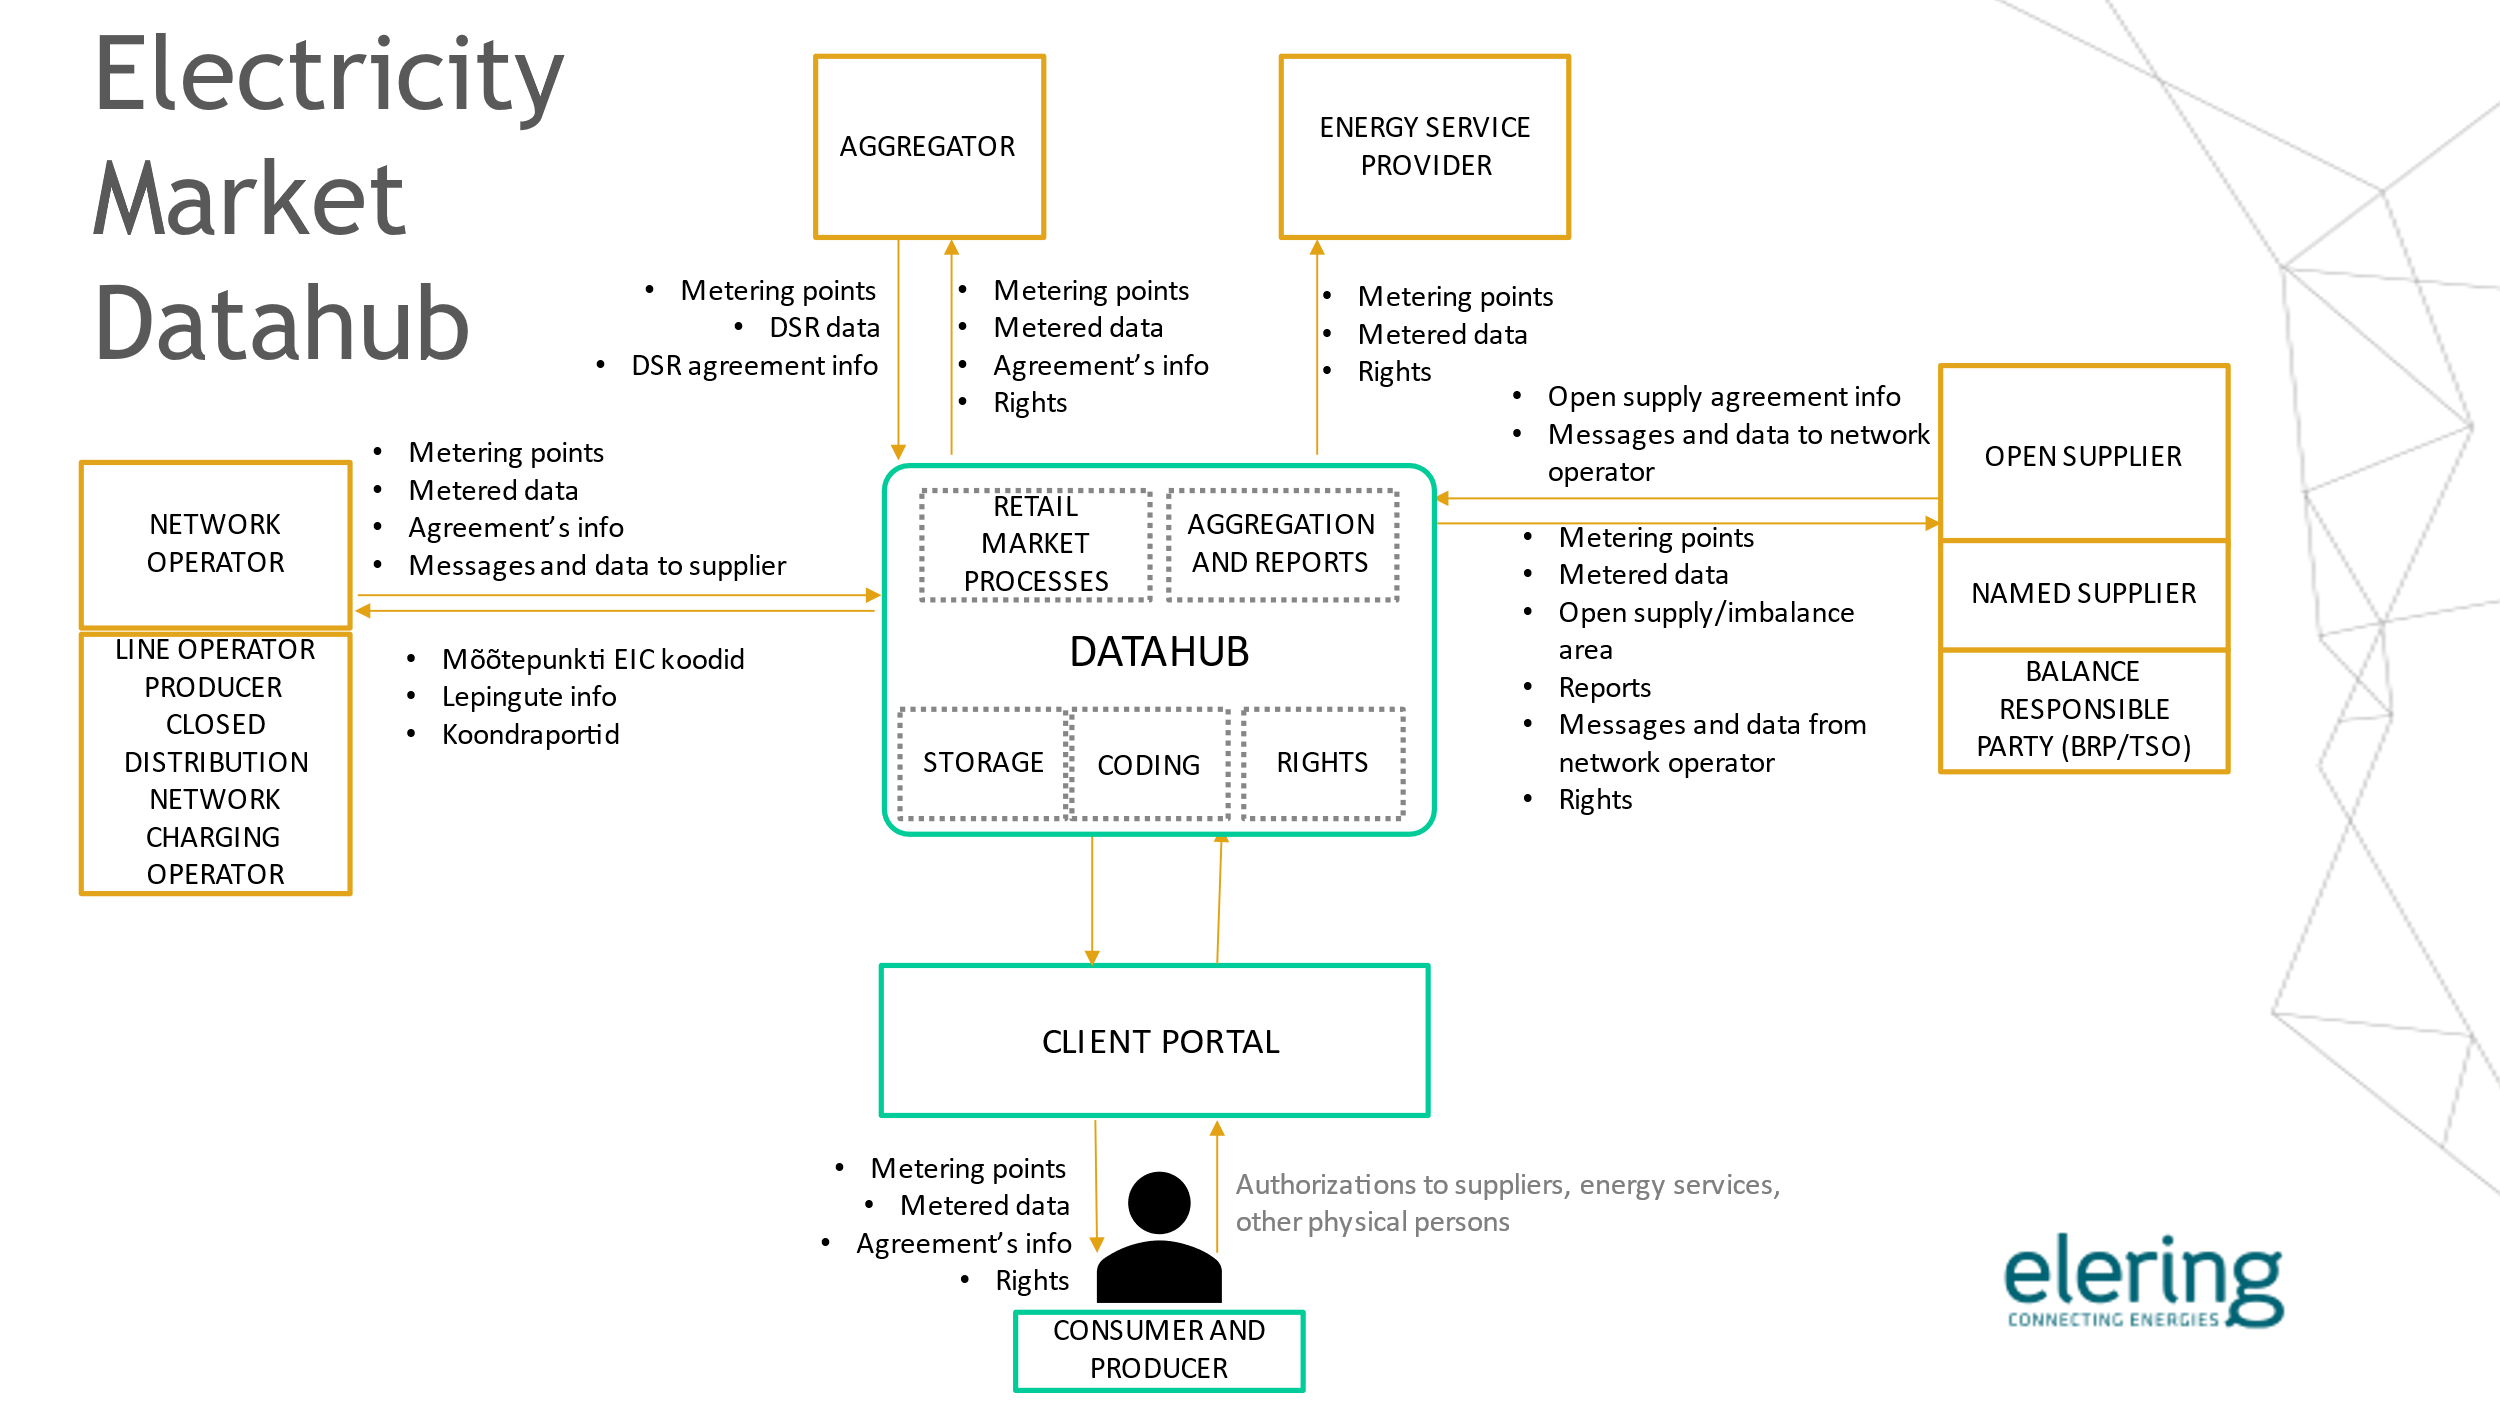 Electricity
Market
Datahub
AGGREGATOR
ENERGY SERVICE
PROVIDER
• Metering points
• DSR data
• DSR agreement info
• Metering points
• Metered data
• Agreement’s info
• Rights
• Metering points
• Metered data
• Rights
• Open supply agreement info
• Messages and data to network
operator
OPEN SUPPLIER
NAMED SUPPLIER
BALANCE
RESPONSIBLE
PARTY (BRP/TSO)
NETWORK
OPERATOR
• Metering points
• Metered data
• Agreement’s info
• Messages and data to supplier
LINE OPERATOR
PRODUCER
CLOSED
DISTRIBUTION
NETWORK
CHARGING
OPERATOR
• Mõõtepunkti EIC koodid
• Lepingute info
• Koondraportid
RETAIL
MARKET
PROCESSES
AGGREGATION
AND REPORTS
DATAHUB
STORAGE
CODING
RIGHTS
• Metering points
• Metered data
• Open supply/imbalance
area
• Reports
• Messages and data from
network operator
• Rights
CLIENT PORTAL
• Metering points
• Metered data
• Agreement’s info
• Rights
Authorizations to suppliers, energy services,
other physical persons
CONSUMER AND
PRODUCER
elering
CONNECTING ENERGIES